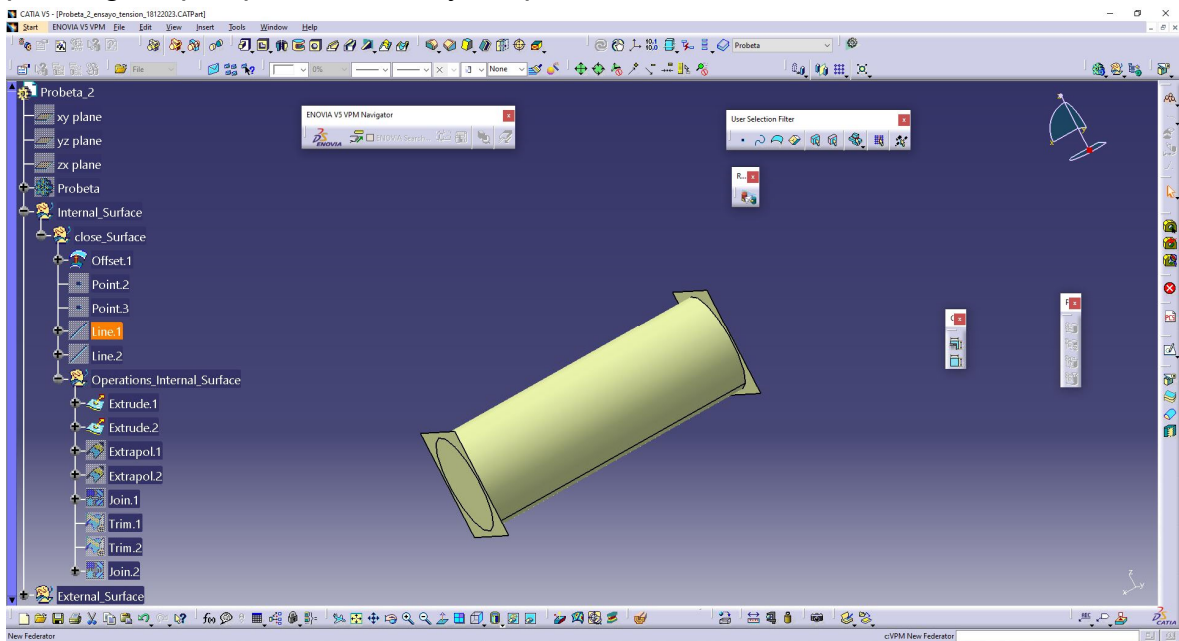 CATIA V5 - [Probeta_2_ensayo_tension_18122023.CATPart]
Start ENOVIA V5 VPM File Edit View Insert Tools Window Help
Probeta
File 0% None
Probeta_2
xy plane
yz plane
zx plane
Probeta
Internal_Surface
close_Surface
Offset.1
Point.2
Point.3
Line.1
Line.2
Operations_Internal_Surface
Extrude.1
Extrude.2
Extrapol.1
Extrapol.2
Join.1
Trim.1
Trim.2
Join.2
External_Surface
ENOVIA V5 VPM Navigator
ENOVIA
ENOVIA Search...
User Selection Filter
R...
z
y
CATIA
New Federator
c:VPM New Federator